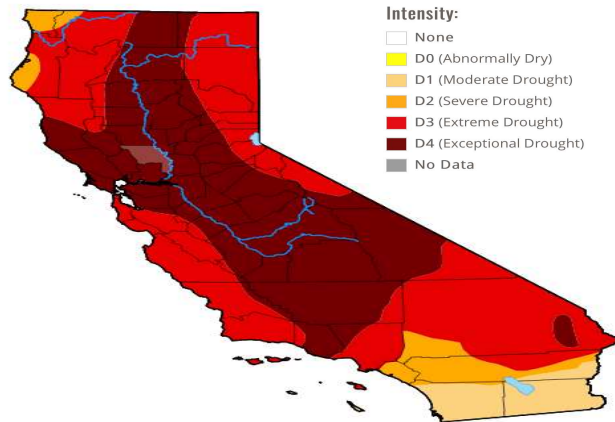 Intensity:
None
D0 (Abnormally Dry)
D1 (Moderate Drought)
D2 (Severe Drought)
D3 (Extreme Drought)
D4 (Exceptional Drought)
No Data